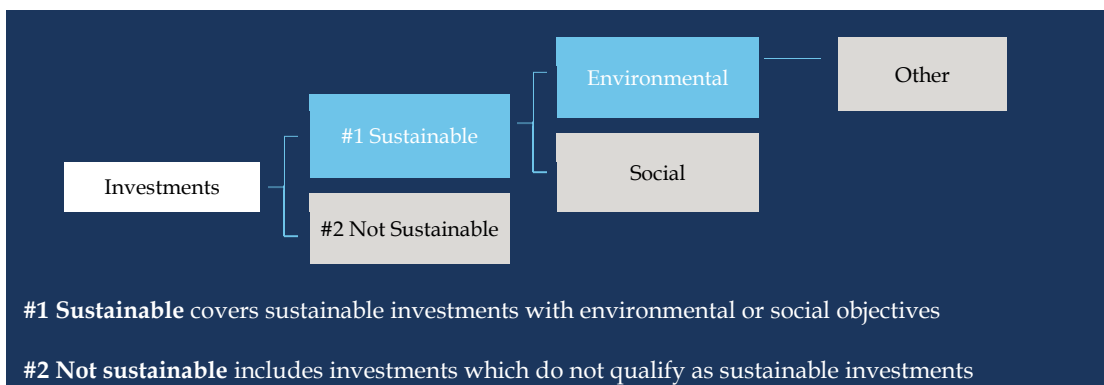 Environmental
Other
#1 Sustainable
Social
Investments
#2 Not Sustainable
#1 Sustainable covers sustainable investments with environmental or social objectives
#2 Not sustainable includes investments which do not qualify as sustainable investments